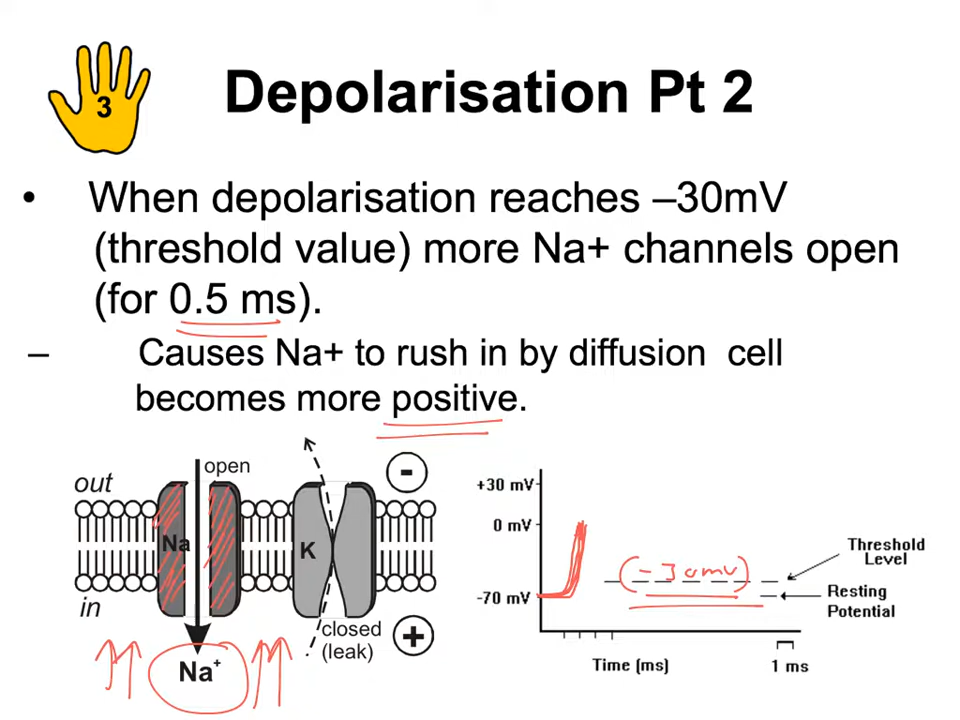 3
Depolarisation Pt 2
• When depolarisation reaches –30mV
(threshold value) more Na+ channels open
(for 0.5 ms).
– Causes Na+ to rush in by diffusion cell
becomes more positive.
open
out
Na
K
in
-
+
closed
(leak)
Na⁺
+30 mV
0 mV
-70 mV
(-30mV)
Threshold
Level
Resting
Potential
Time (ms)
1 ms